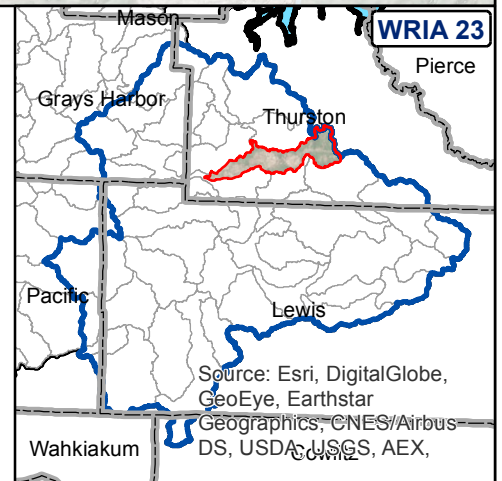 Mason
WRIA 23
Pierce
Grays Harbor
Thurston
Pacific
Lewis
Source: Esri, DigitalGlobe,
GeoEye, Earthstar
Geographics, CNES/Airbus
DS, USDA, USGS, AEX,
Wahkiakum
Cowlitz